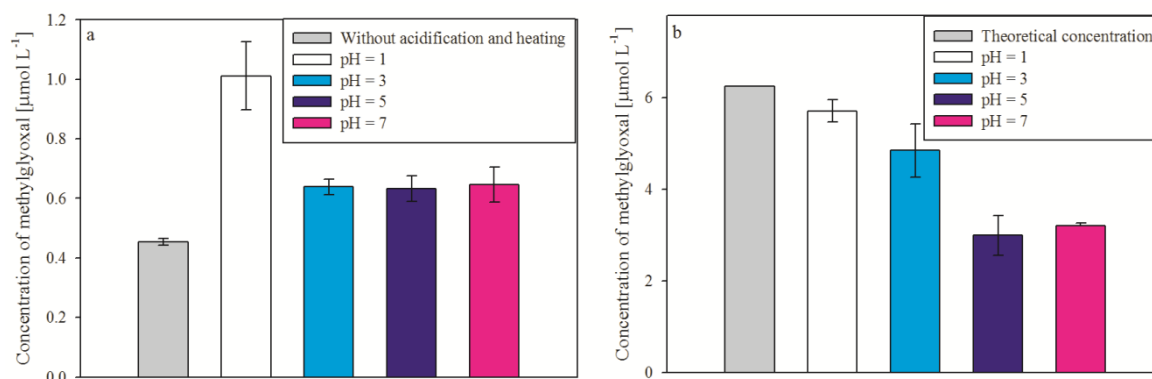 a
Without acidification and heating
pH = 1
pH = 3
pH = 5
pH = 7
Concentration of methylglyoxal [µmol L⁻¹]
1.2
1.0
0.8
0.6
0.4
0.2
0.0
b
Theoretical concentration
pH = 1
pH = 3
pH = 5
pH = 7
Concentration of methylglyoxal [µmol L⁻¹]
6
4
2
0